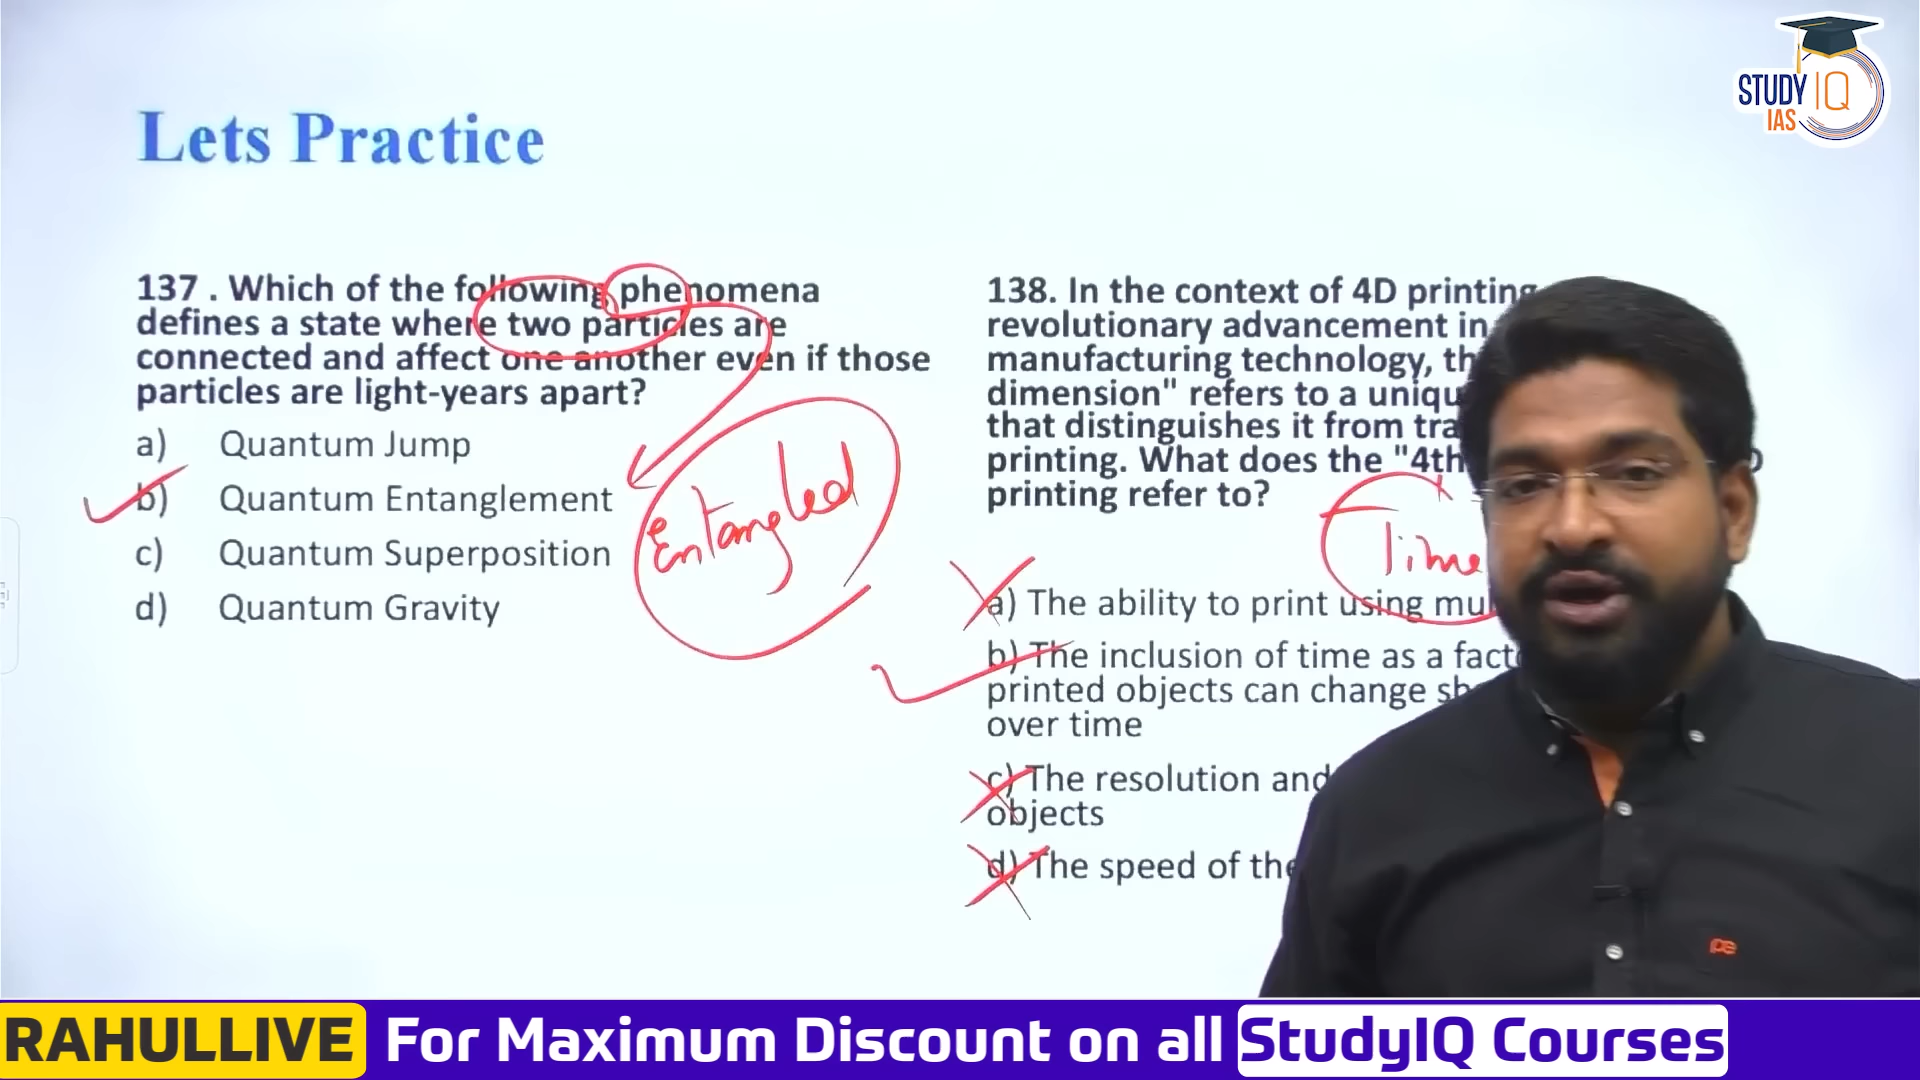 STUDY IQ
IAS
Lets Practice
137 . Which of the following phenomena
defines a state where two particles are
connected and affect one another even if those
particles are light-years apart?
a) Quantum Jump
b) Quantum Entanglement
c) Quantum Superposition
d) Quantum Gravity
Entangled
138. In the context of 4D printing
revolutionary advancement in
manufacturing technology, th
dimension" refers to a uniqu
that distinguishes it from tra
printing. What does the "4th
printing refer to?
Time
a) The ability to print using mul
b) The inclusion of time as a facto
printed objects can change sh
over time
c) The resolution and
objects
d) The speed of the
pe
RAHULLIVE For Maximum Discount on all StudyIQ Courses